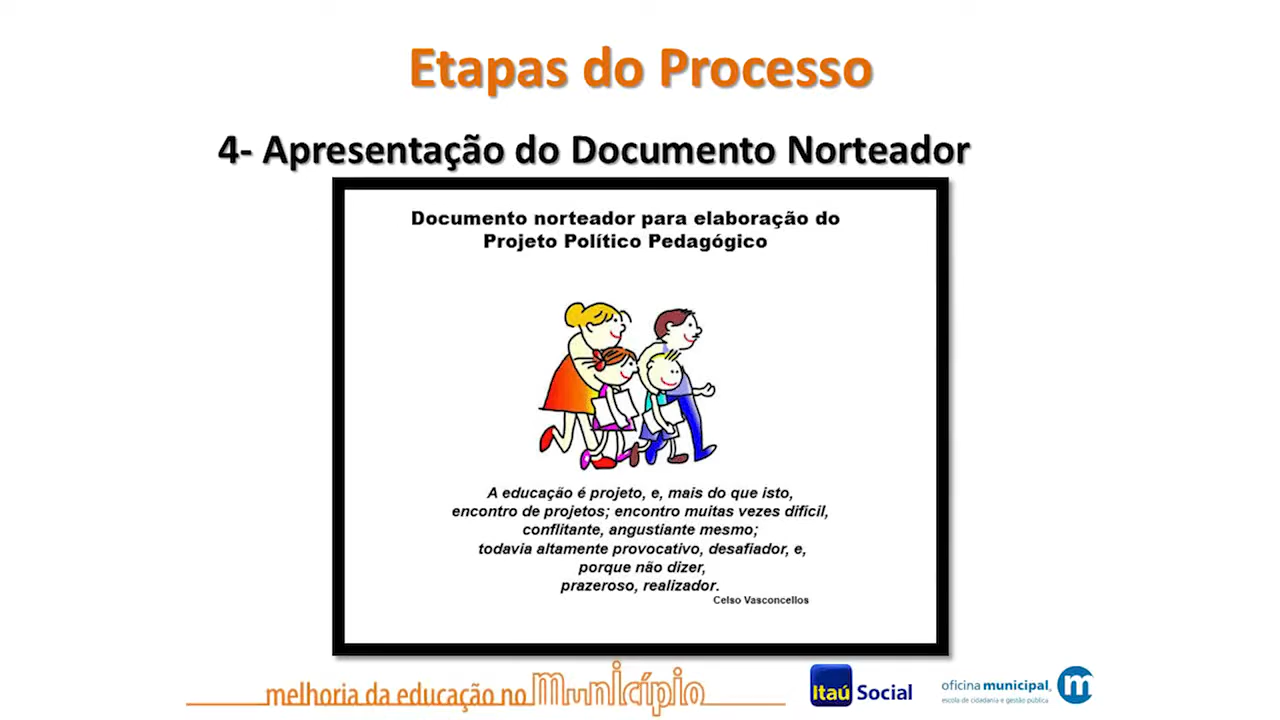 Etapas do Processo
4- Apresentação do Documento Norteador
Documento norteador para elaboração do
Projeto Político Pedagógico
A educação é projeto, e, mais do que isto,
encontro de projetos; encontro muitas vezes difícil,
conflitante, angustiante mesmo;
todavia altamente provocativo, desafiador, e,
porque não dizer,
prazeroso, realizador.
Celso Vasconcellos
melhoria da educação no município
Itaú Social
oficina municipal
escola de cidadania e gestão pública
m